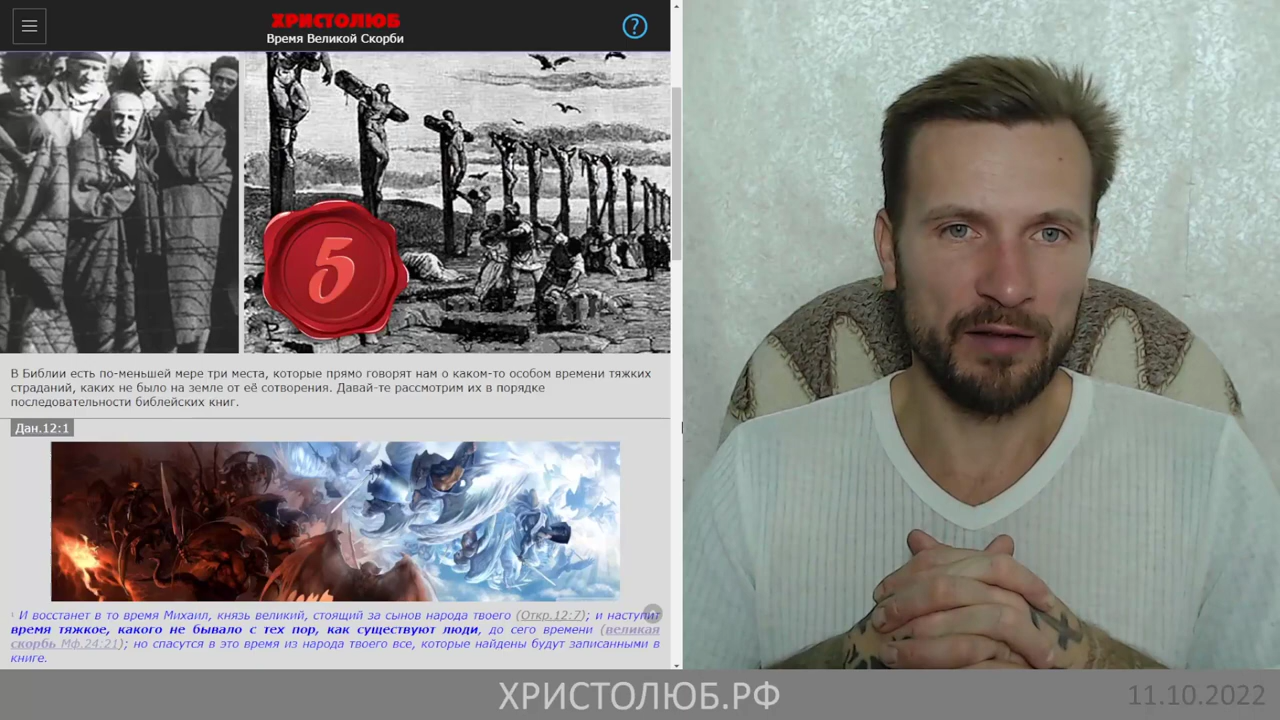 ХРИСТОЛЮБ
Время Великой Скорби
?
5
В Библии есть по-меньшей мере три места, которые прямо говорят нам о каком-то особом времени тяжких
страданий, каких не было на земле от её сотворения. Давай-те рассмотрим их в порядке
последовательности библейских книг.
Дан.12:1
1 И восстанет в то время Михаил, князь великий, стоящий за сынов народа твоего (Откр.12:7); и наступит
время тяжкое, какого не бывало с тех пор, как существуют люди, до сего времени (великая
скорбь Мф.24:21); но спасутся в это время из народа твоего все, которые найдены будут записанными в
книге.
ХРИСТОЛЮБ.РФ
11.10.2022